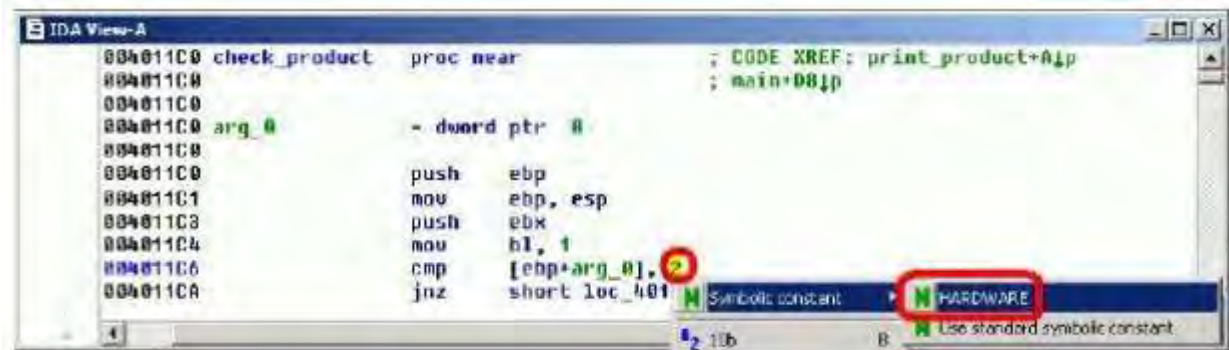 IDA View-A
004011C0 check_product proc near ; CODE XREF: print_product+A↓p
004011C0 ; main+D8↓p
004011C0
004011C0 arg_0 = dword ptr 8
004011C0
004011C0 push ebp
004011C1 mov ebp, esp
004011C3 push ebx
004011C4 mov bl, 1
004011C6 cmp [ebp+arg_0], 2
004011CA jnz short loc_401
Symbolic constant
HARDWARE
Use standard symbolic constant
10b B